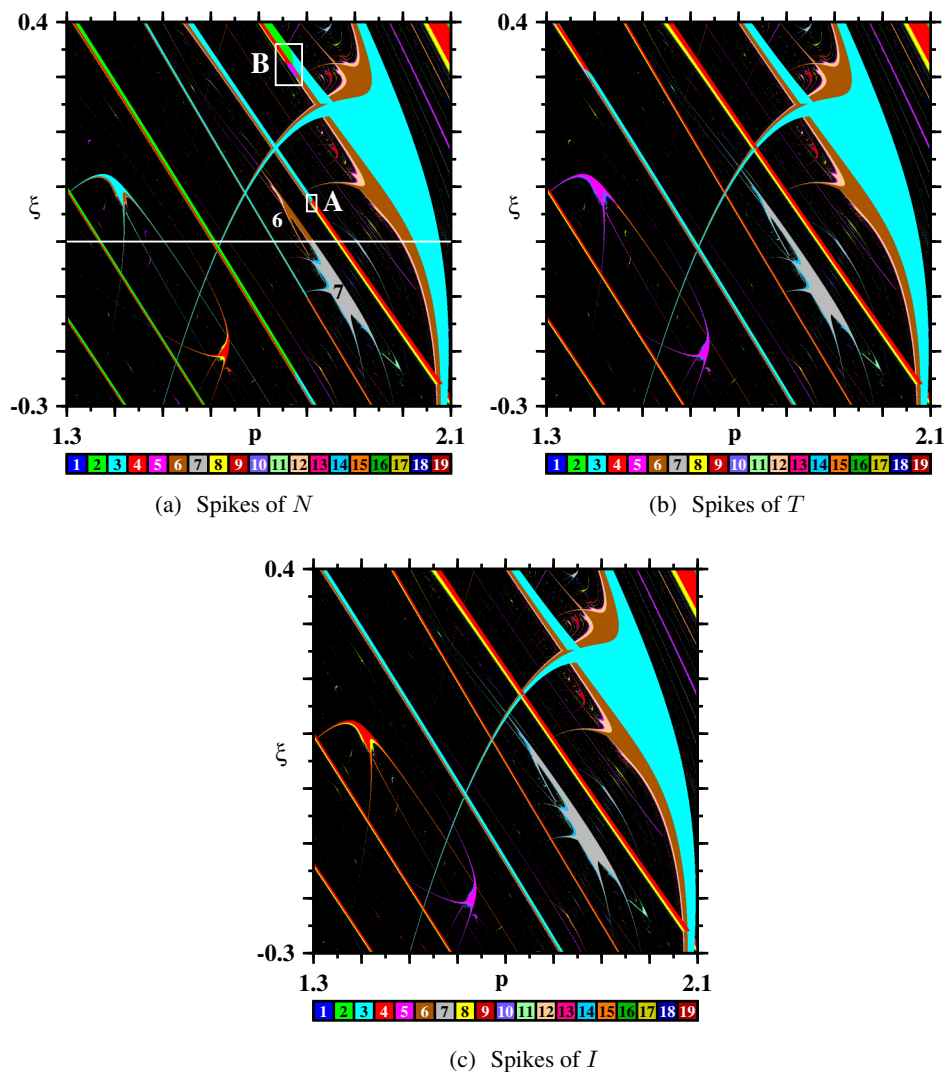 0.4
B
ξ
A
6
7
-0.3
1.3 p 2.1
1 2 3 4 5 6 7 8 9 10 11 12 13 14 15 16 17 18 19
(a) Spikes of N
0.4
ξ
-0.3
1.3 p 2.1
1 2 3 4 5 6 7 8 9 10 11 12 13 14 15 16 17 18 19
(b) Spikes of T
0.4
ξ
-0.3
1.3 p 2.1
1 2 3 4 5 6 7 8 9 10 11 12 13 14 15 16 17 18 19
(c) Spikes of I